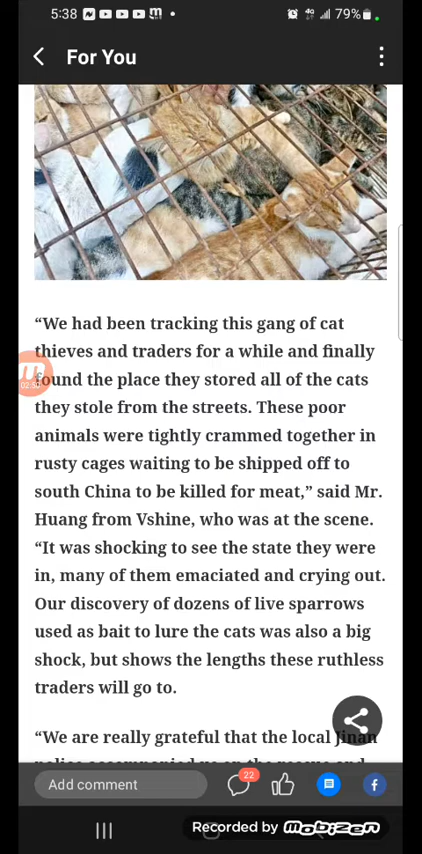 5:38 79%
For You
“We had been tracking this gang of cat
thieves and traders for a while and finally
found the place they stored all of the cats
they stole from the streets. These poor
animals were tightly crammed together in
rusty cages waiting to be shipped off to
south China to be killed for meat,” said Mr.
Huang from Vshine, who was at the scene.
“It was shocking to see the state they were
in, many of them emaciated and crying out.
Our discovery of dozens of live sparrows
used as bait to lure the cats was also a big
shock, but shows the lengths these ruthless
traders will go to.
“We are really grateful that the local Jinan
Add comment 22
Recorded by MOBIZEN